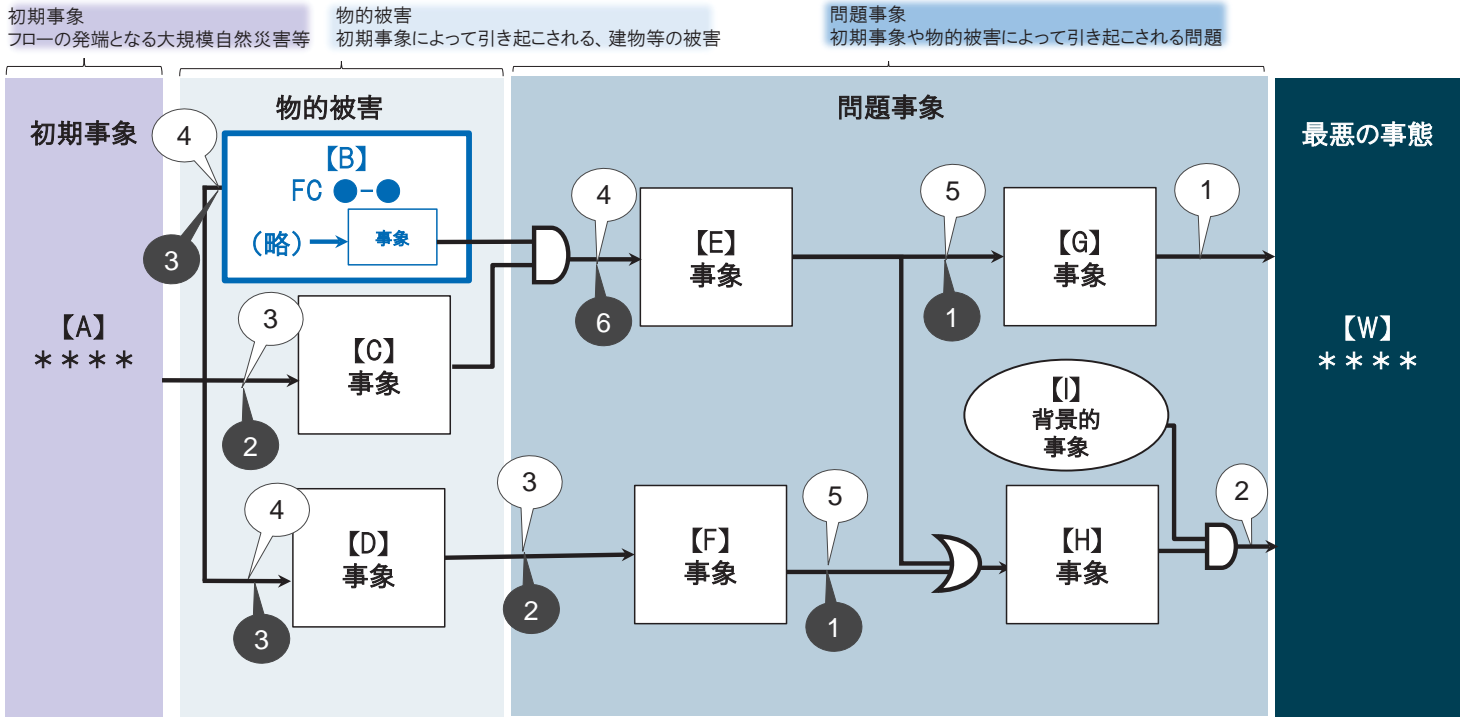 初期事象
フローの発端となる大規模自然災害等
物的被害
初期事象によって引き起こされる、建物等の被害
問題事象
初期事象や物的被害によって引き起こされる問題
初期事象
物的被害
問題事象
最悪の事態
4
3
【B】
FC ●-●
(略)
事象
4
6
【E】
事象
5
1
【G】
事象
1
【A】
****
3
2
【C】
事象
【I】
背景的
事象
【W】
****
4
3
【D】
事象
3
2
【F】
事象
5
1
【H】
事象
2